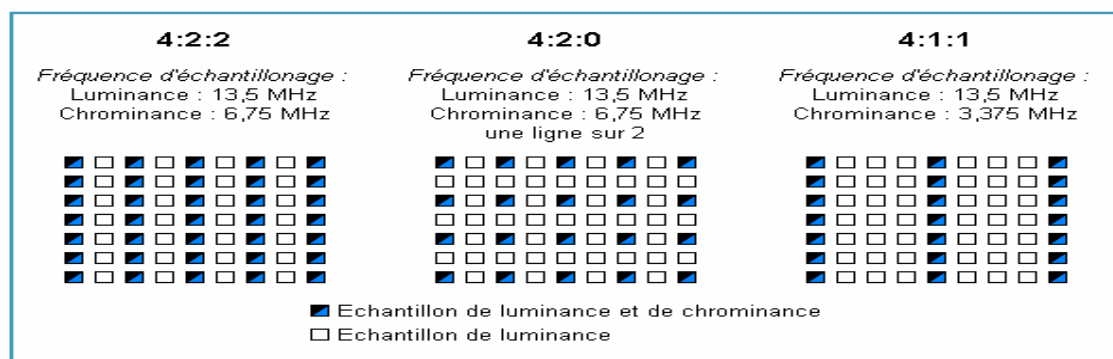 4:2:2
Fréquence d'échantillonage :
Luminance : 13,5 MHz
Chrominance : 6,75 MHz
4:2:0
Fréquence d'échantillonage :
Luminance : 13,5 MHz
Chrominance : 6,75 MHz
une ligne sur 2
4:1:1
Fréquence d'échantillonage :
Luminance : 13,5 MHz
Chrominance : 3,375 MHz
Echantillon de luminance et de chrominance
Echantillon de luminance